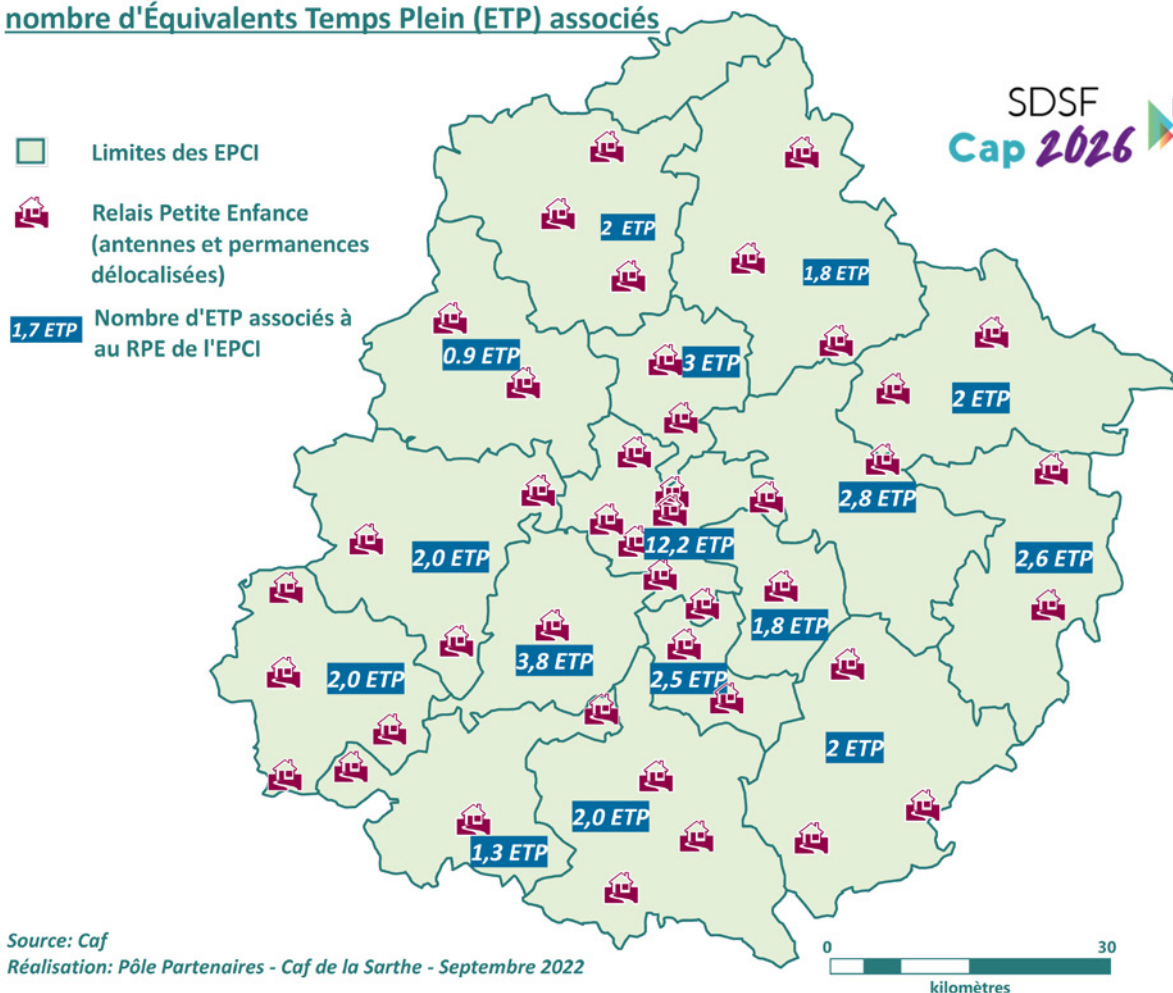 nombre d'Équivalents Temps Plein (ETP) associés
SDSF
Cap 2026
Limites des EPCI
Relais Petite Enfance
(antennes et permanences
délocalisées)
1,7 ETP
Nombre d'ETP associés à
au RPE de l'EPCI
2 ETP
1,8 ETP
0.9 ETP
3 ETP
2 ETP
2,8 ETP
12,2 ETP
2,0 ETP
2,6 ETP
1,8 ETP
3,8 ETP
2,5 ETP
2,0 ETP
2 ETP
2,0 ETP
1,3 ETP
Source: Caf
Réalisation: Pôle Partenaires - Caf de la Sarthe - Septembre 2022
0
30
kilomètres